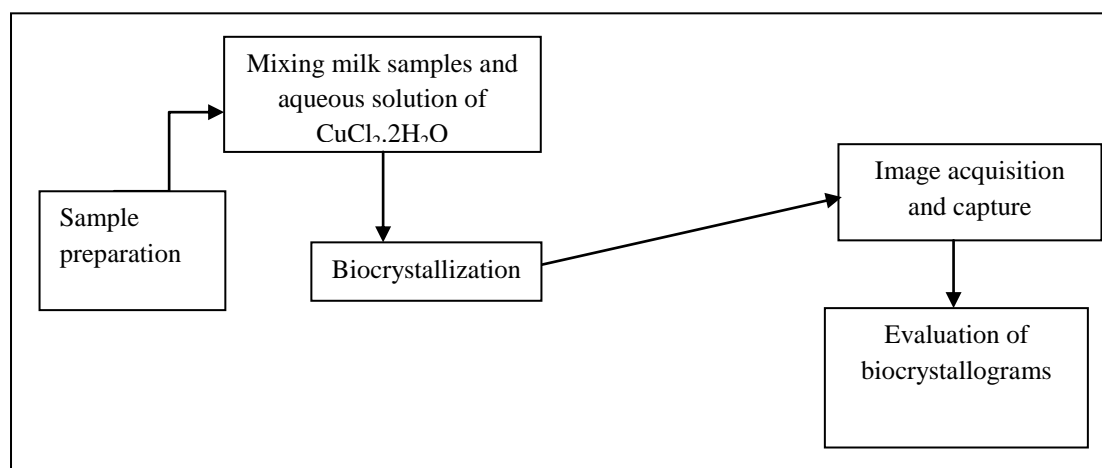 Sample
preparation
Mixing milk samples and
aqueous solution of
CuCl₂.2H₂O
Biocrystallization
Image acquisition
and capture
Evaluation of
biocrystallograms